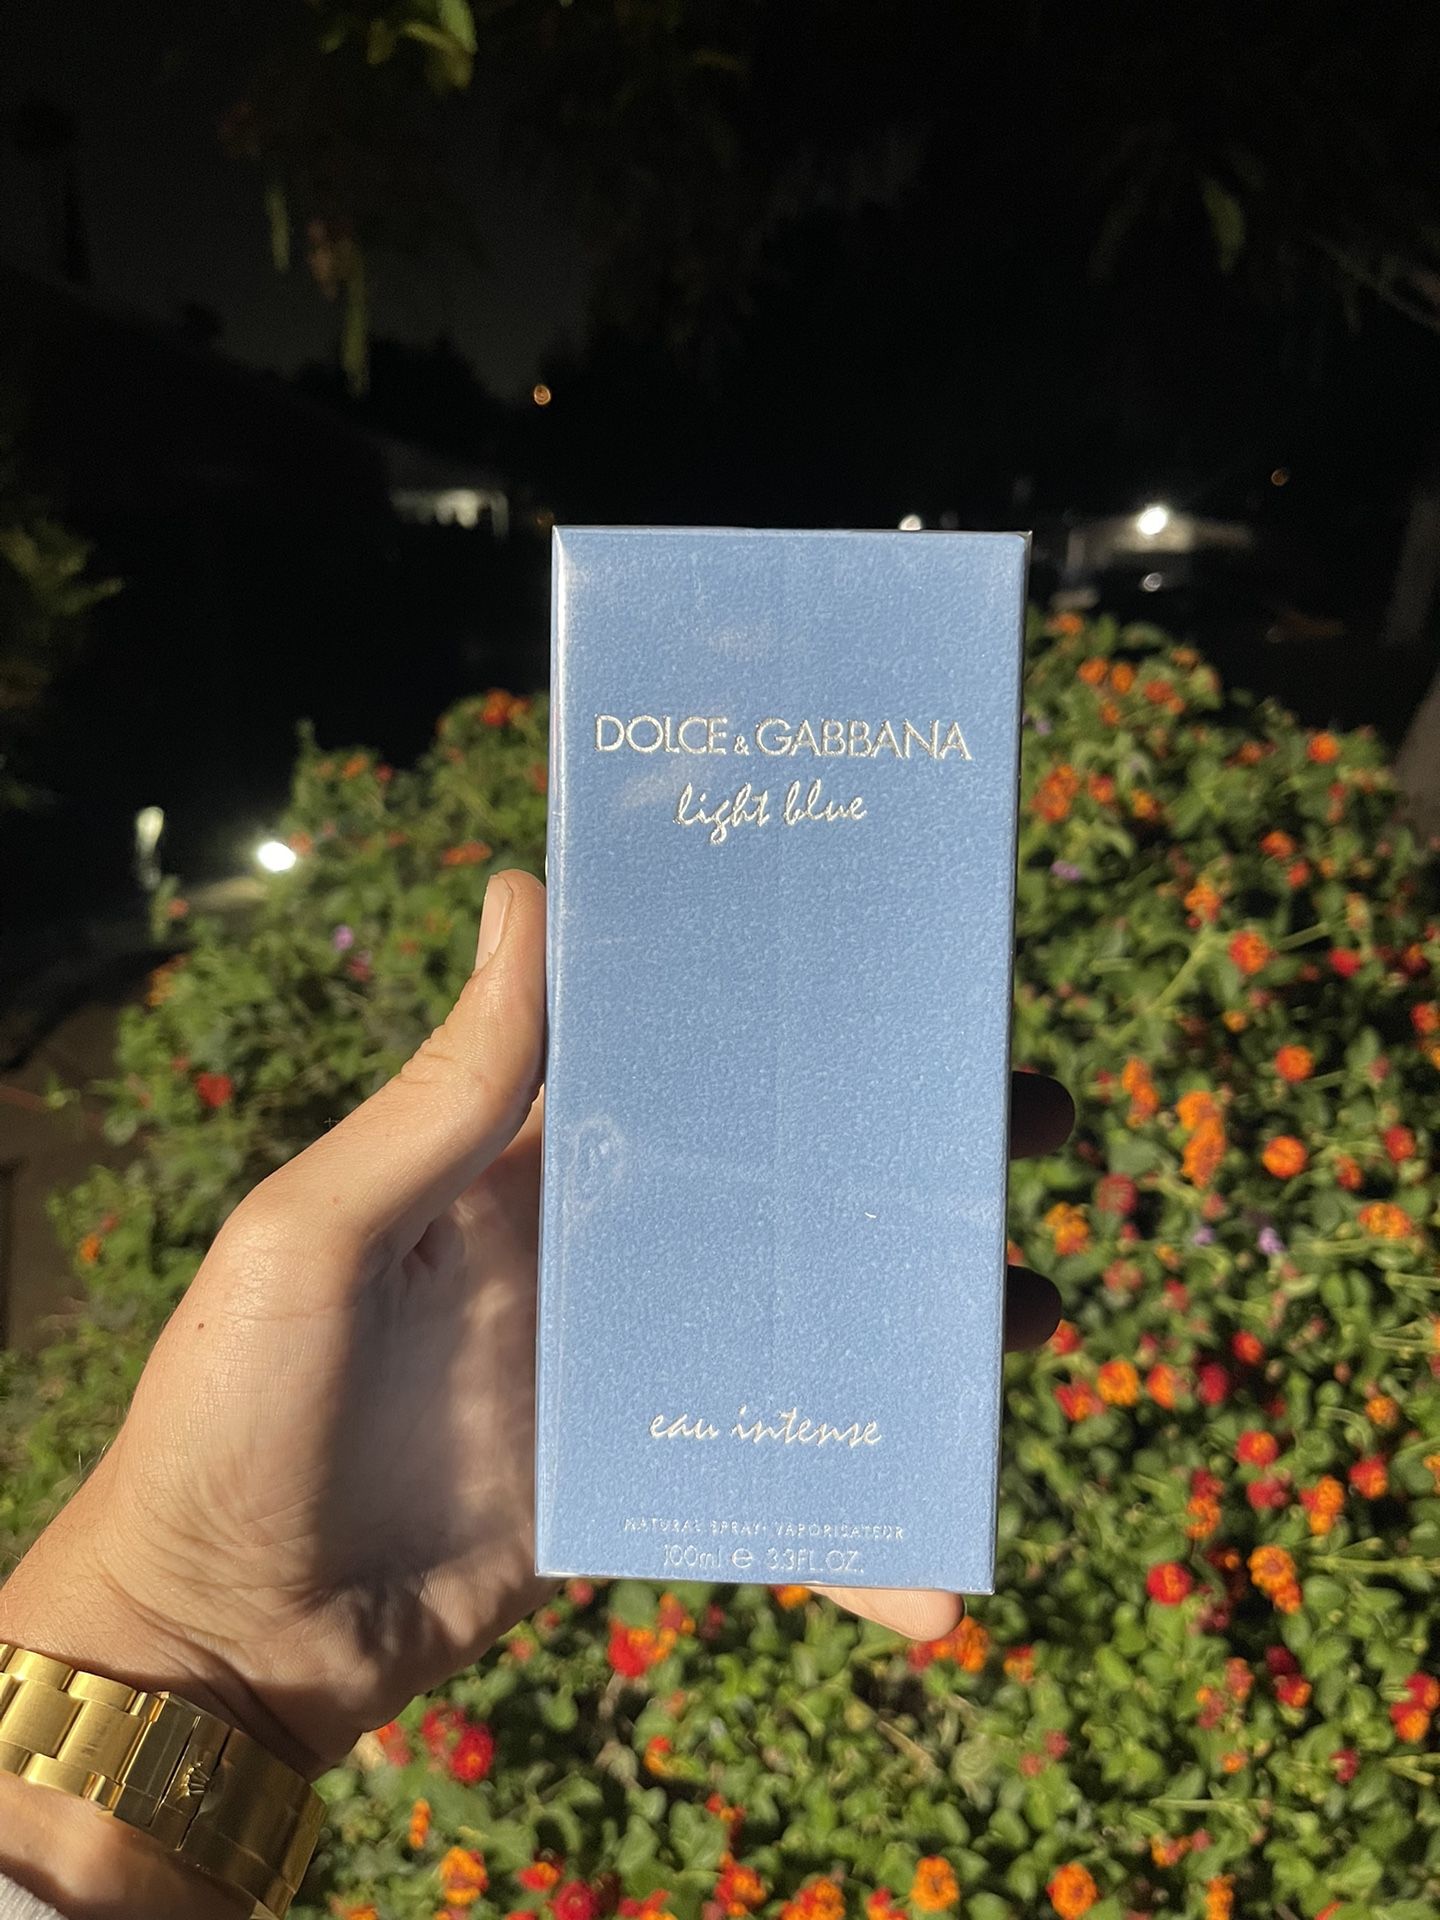 DOLCE & GABBANA
light blue
eau intense
NATURAL SPRAY· VAPORISATEUR
100ml ℮ 3.3FL.OZ.